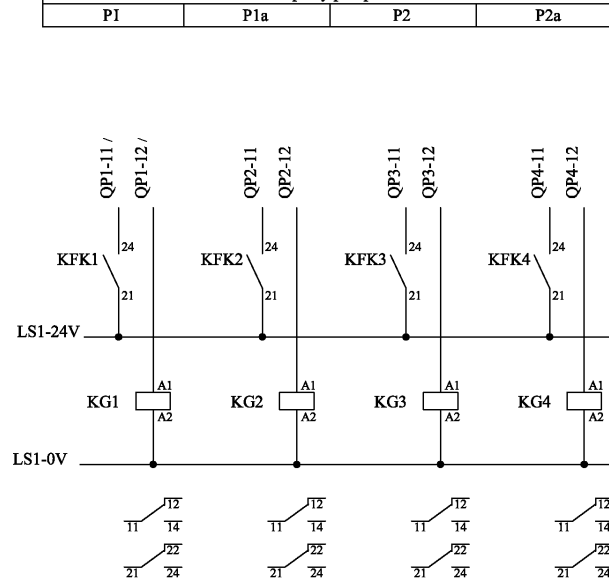 PI P1a P2 P2a
QP1-11 / QP1-12 / QP2-11 QP2-12 QP3-11 QP3-12 QP4-11 QP4-12
24 24 24 24
KFK1 KFK2 KFK3 KFK4
21 21 21 21
LS1-24V
A1 A1 A1 A1
KG1 KG2 KG3 KG4
A2 A2 A2 A2
LS1-0V
12 12 12 12
11 14 11 14 11 14 11 14
22 22 22 22
21 24 21 24 21 24 21 24